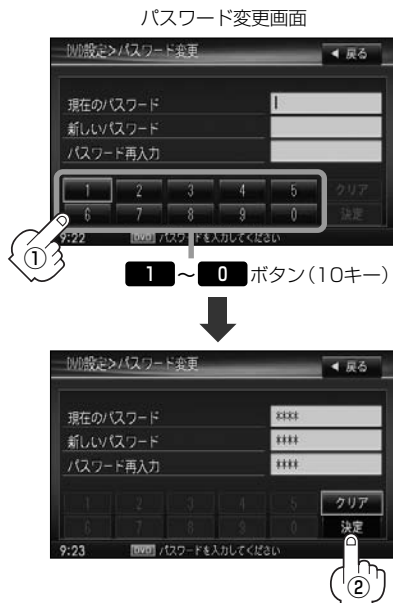 パスワード変更画面
DVD設定>パスワード変更 ◀ 戻る
現在のパスワード
新しいパスワード
パスワード再入力
1 2 3 4 5 クリア
6 7 8 9 0 決定
9:22 DVD パスワードを入力してください
①
1 ~ 0 ボタン(10キー)
DVD設定>パスワード変更 ◀ 戻る
現在のパスワード ****
新しいパスワード ****
パスワード再入力 ****
1 2 3 4 5 クリア
6 7 8 9 0 決定
9:23 DVD パスワードを入力してください
②